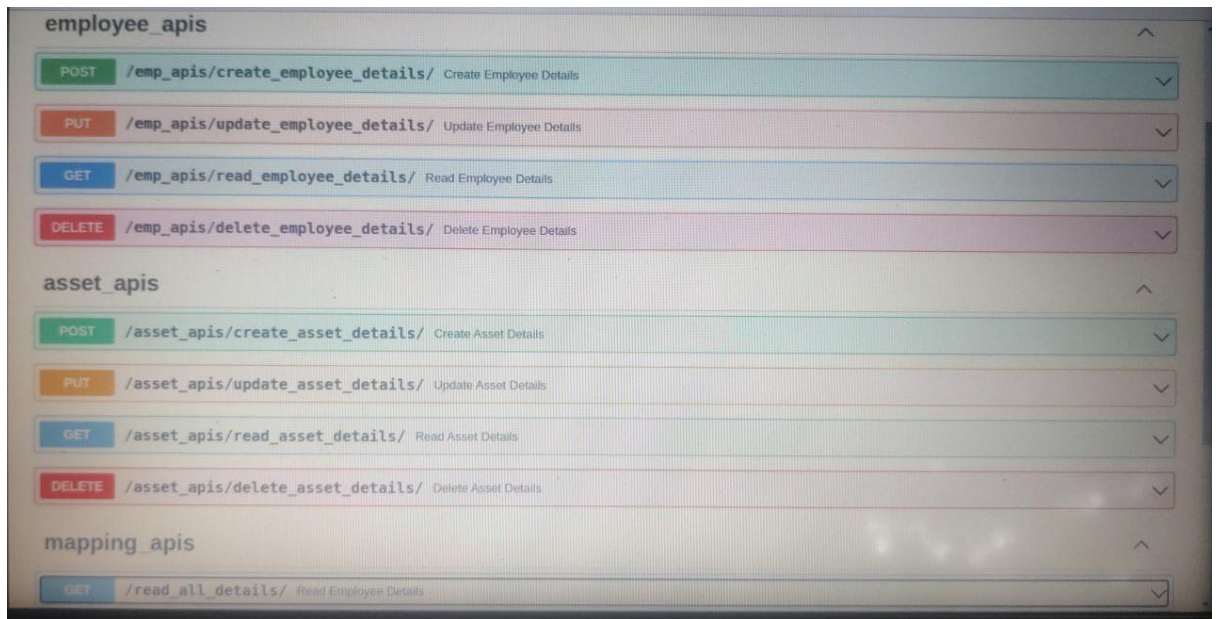 employee_apis
POST /emp_apis/create_employee_details/ Create Employee Details
PUT /emp_apis/update_employee_details/ Update Employee Details
GET /emp_apis/read_employee_details/ Read Employee Details
DELETE /emp_apis/delete_employee_details/ Delete Employee Details
asset_apis
POST /asset_apis/create_asset_details/ Create Asset Details
PUT /asset_apis/update_asset_details/ Update Asset Details
GET /asset_apis/read_asset_details/ Read Asset Details
DELETE /asset_apis/delete_asset_details/ Delete Asset Details
mapping_apis
GET /read_all_details/ Read Employee Details